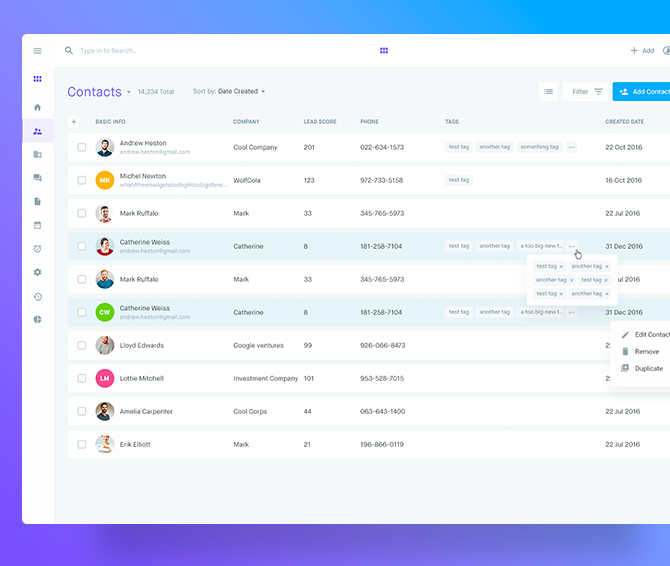 Type in to Search...
Add
Contacts
14,234 Total
Sort by: Date Created
Filter
Add Contact
BASIC INFO COMPANY LEAD SCORE PHONE TAGS CREATED DATE
Andrew Heston
andrew.heston@gmail.com
Cool Company 201 022-634-1573 test tag another tag something tag ... 22 Oct 2016
MN
Michel Newton
WolfCola 123 972-733-5158 test tag 16 Oct 2016
Mark Ruffalo Mark 33 345-765-5973 22 Jul 2016
Catherine Weiss
andrew.heston@gmail.com
Catherine 8 181-258-7104 test tag another tag a too big new t... ... 31 Dec 2016
test tag × another tag ×
another tag × test tag ×
test tag × another tag ×
Mark Ruffalo Mark 33 345-765-5973 Jul 2016
CW
Catherine Weiss
andrew.heston@gmail.com
Catherine 8 181-258-7104 test tag another tag a too big new t... ... 31 Dec 2016
Edit Contact
Remove
Duplicate
Lloyd Edwards Google ventures 99 926-066-8473
LM
Lottie Mitchell Investment Company 101 953-528-7015
Amelia Carpenter Cool Corps 44 063-643-1400 22 Jul 2016
Erik Elliott Mark 21 196-866-0119 22 Jul 2016